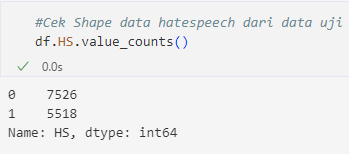 #Cek Shape data hatespeech dari data uji
df.HS.value_counts()
0.0s
0    7526
1    5518
Name: HS, dtype: int64